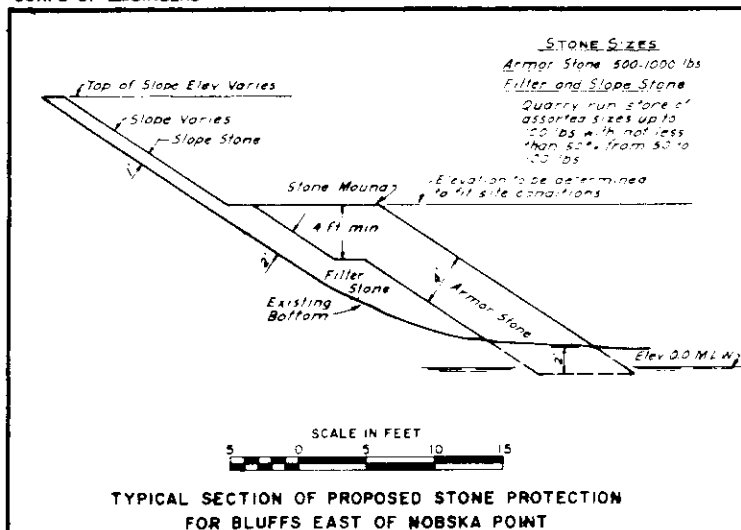 CORPS OF ENGINEERS
STONE SIZES
Armor Stone 500-1000 lbs
Filter and Slope Stone
Quarry run stone of
assorted sizes up to
100 lbs with not less
than 50% from 50 to
100 lbs
Top of Slope Elev Varies
Slope Varies
Slope Stone
Stone Mound
Elevation to be determined
to fit site conditions
4 ft min
1'
2'
4'
Armor Stone
Filter
Stone
Existing
Bottom
2'
Elev 0.0 M.L.W.
SCALE IN FEET
5 0 5 10 15
TYPICAL SECTION OF PROPOSED STONE PROTECTION
FOR BLUFFS EAST OF NOBSKA POINT